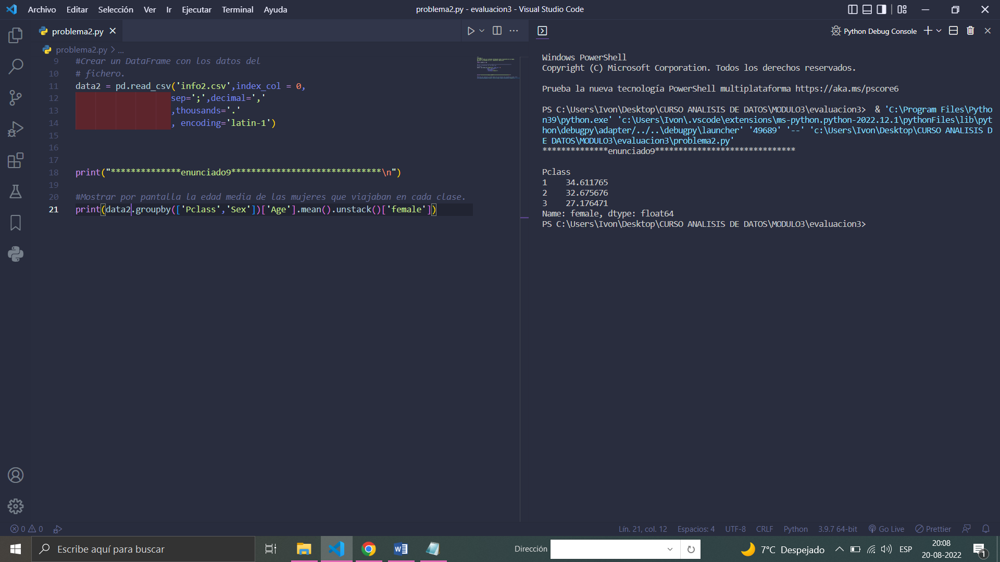 Archivo Editar Selección Ver Ir Ejecutar Terminal Ayuda
problema2.py - evaluacion3 - Visual Studio Code
problema2.py
problema2.py > ...
9 #Crear un DataFrame con los datos del
10 # fichero.
11 data2 = pd.read_csv('info2.csv',index_col = 0,
12 sep=';',decimal=','
13 ,thousands='.'
14 , encoding='latin-1')
15
16
17
18 print("**************enunciado9******************************\n")
19
20 #Mostrar por pantalla la edad media de las mujeres que viajaban en cada clase.
21 print(data2.groupby(['Pclass','Sex'])['Age'].mean().unstack()['female'])
Python Debug Console
Windows PowerShell
Copyright (C) Microsoft Corporation. Todos los derechos reservados.
Prueba la nueva tecnología PowerShell multiplataforma https://aka.ms/pscore6
PS C:\Users\Ivon\Desktop\CURSO ANALISIS DE DATOS\MODULO3\evaluacion3>  & 'C:\Program Files\Pytho
n39\python.exe' 'c:\Users\Ivon\.vscode\extensions\ms-python.python-2022.12.1\pythonFiles\lib\pyt
hon\debugpy\adapter/../..\debugpy\launcher' '49689' '--' 'c:\Users\Ivon\Desktop\CURSO ANALISIS D
E DATOS\MODULO3\evaluacion3\problema2.py'
**************enunciado9******************************
Pclass
1    34.611765
2    32.675676
3    27.176471
Name: female, dtype: float64
PS C:\Users\Ivon\Desktop\CURSO ANALISIS DE DATOS\MODULO3\evaluacion3>
0 0
Lín. 21, col. 12 Espacios: 4 UTF-8 CRLF Python 3.9.7 64-bit Go Live Prettier
Escribe aquí para buscar
Dirección
7°C Despejado
ESP
20:08
20-08-2022
1